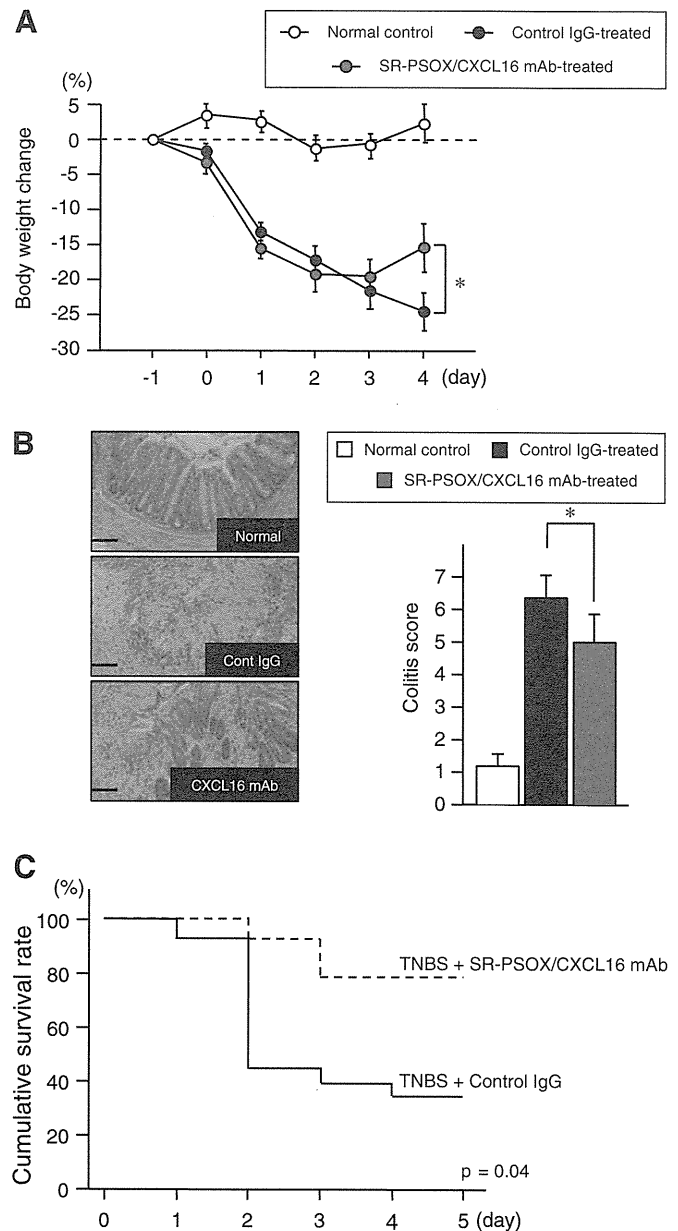 A
Normal control
Control IgG-treated
SR-PSOX/CXCL16 mAb-treated
(%)
Body weight change
5
0
-5
-10
-15
-20
-25
-30
*
-1 0 1 2 3 4 (day)
B
Normal
Cont IgG
CXCL16 mAb
Normal control
Control IgG-treated
SR-PSOX/CXCL16 mAb-treated
*
Colitis score
7
6
5
4
3
2
1
0
C
(%)
Cumulative survival rate
100
80
60
40
20
0
TNBS + SR-PSOX/CXCL16 mAb
TNBS + Control IgG
p = 0.04
0 1 2 3 4 5 (day)